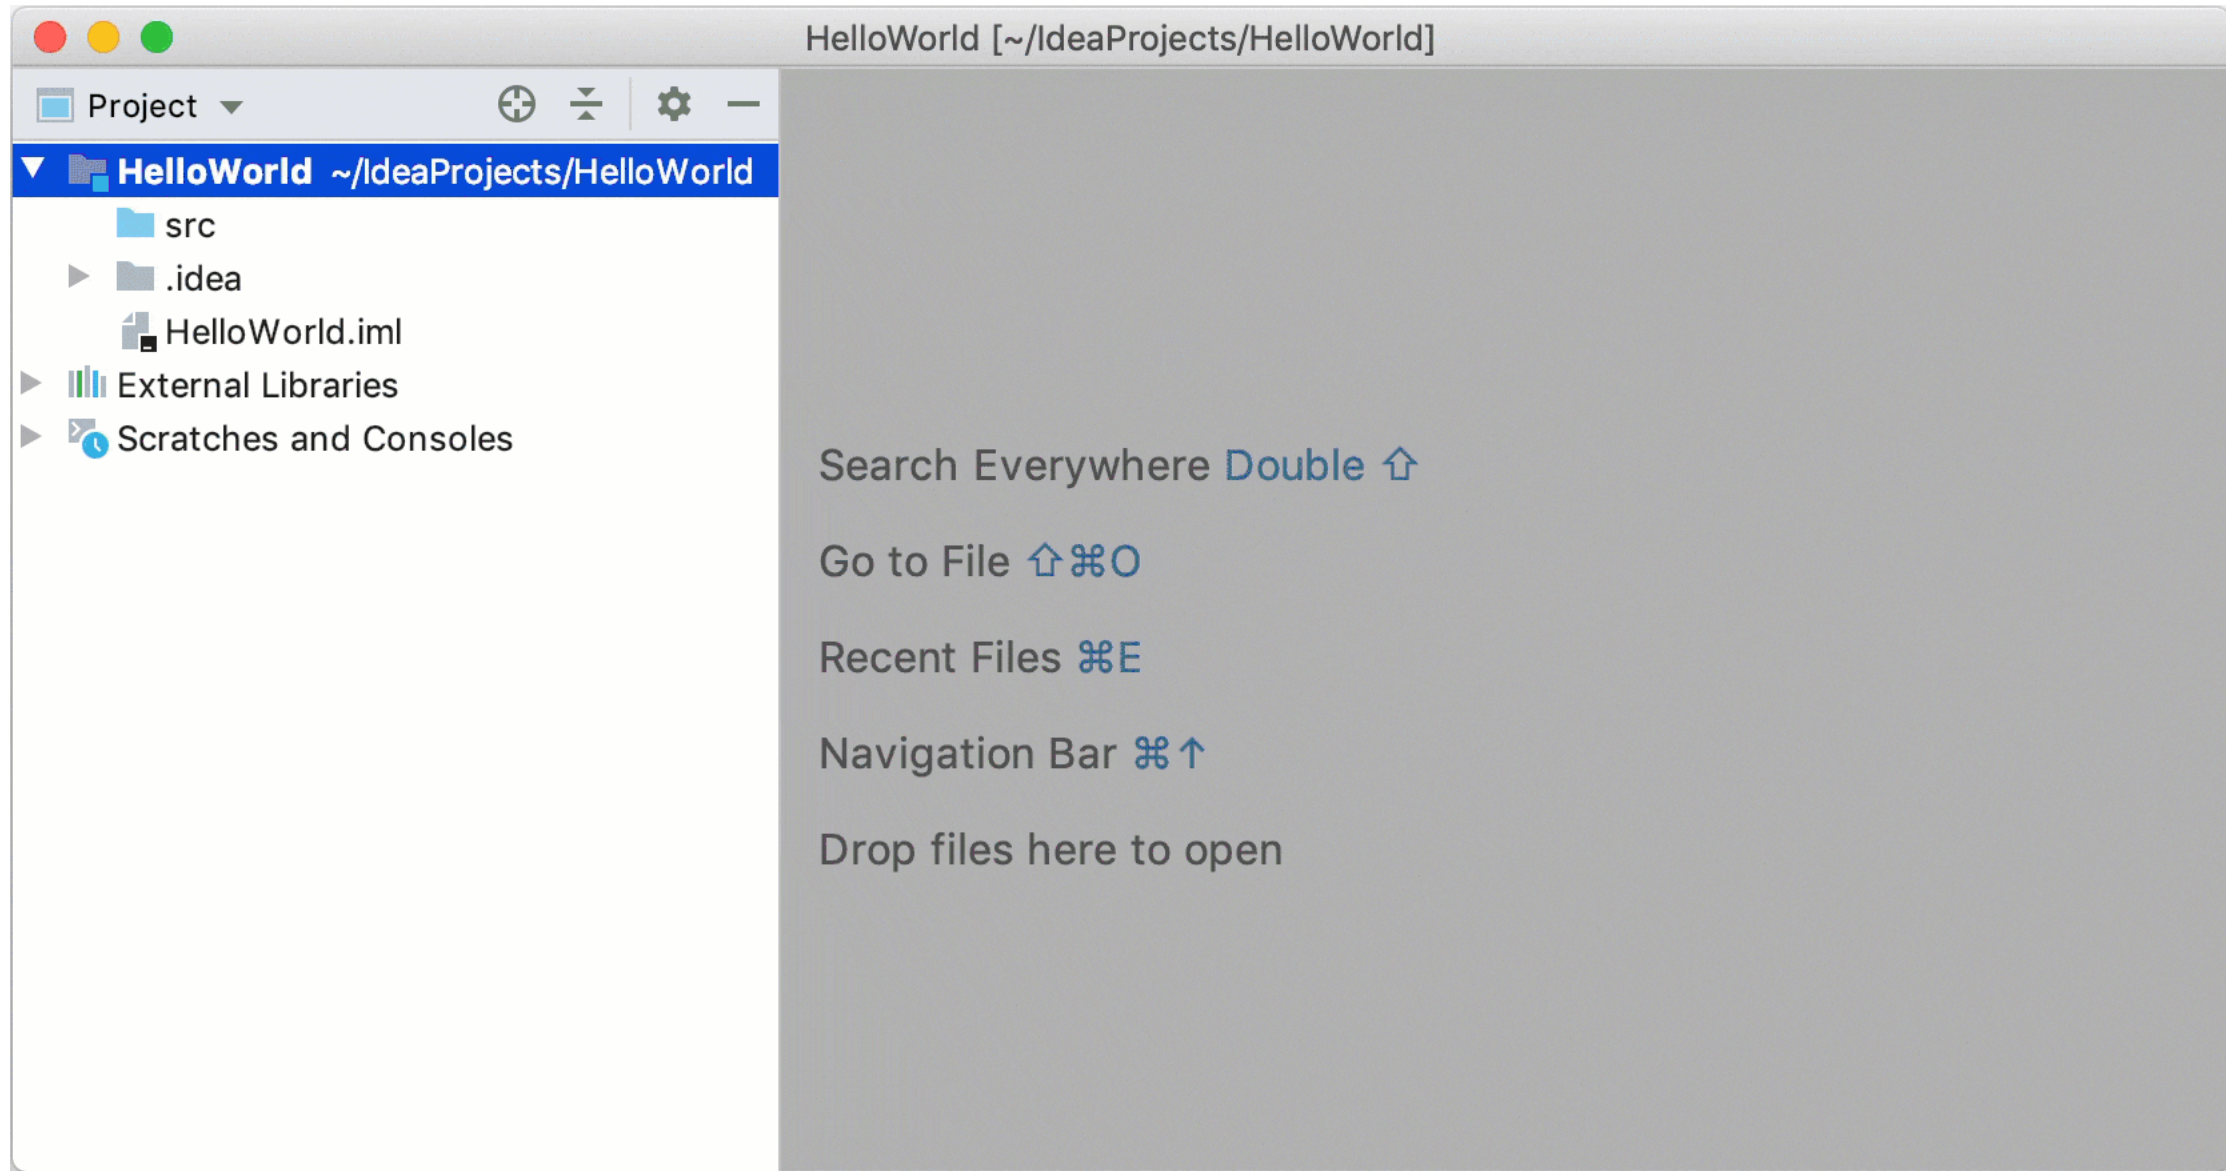 HelloWorld [~/IdeaProjects/HelloWorld]
Project
HelloWorld ~/IdeaProjects/HelloWorld
src
.idea
HelloWorld.iml
External Libraries
Scratches and Consoles
Search Everywhere Double ⇧
Go to File ⇧⌘O
Recent Files ⌘E
Navigation Bar ⌘↑
Drop files here to open